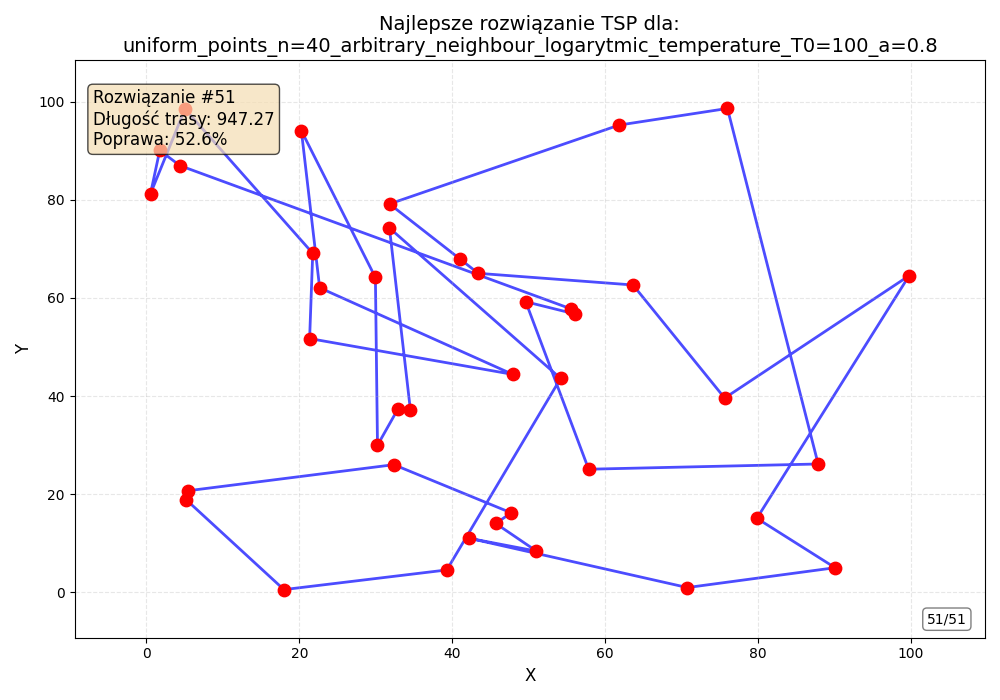 Najlepsze rozwiązanie TSP dla:
uniform_points_n=40_arbitrary_neighbour_logarytmic_temperature_T0=100_a=0.8
Rozwiązanie #51
Długość trasy: 947.27
Poprawa: 52.6%
100
80
60
40
20
0
Y
51/51
0 20 40 60 80 100
X